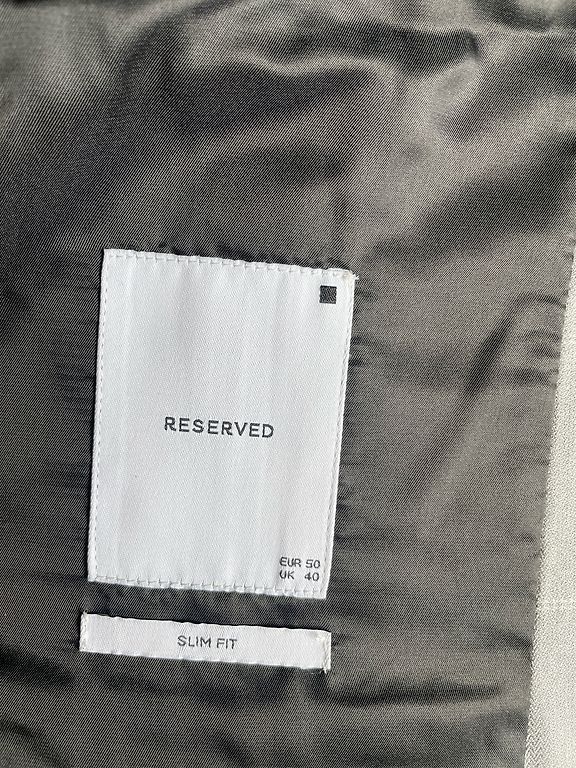 RESERVED
EUR 50
UK 40
SLIM FIT